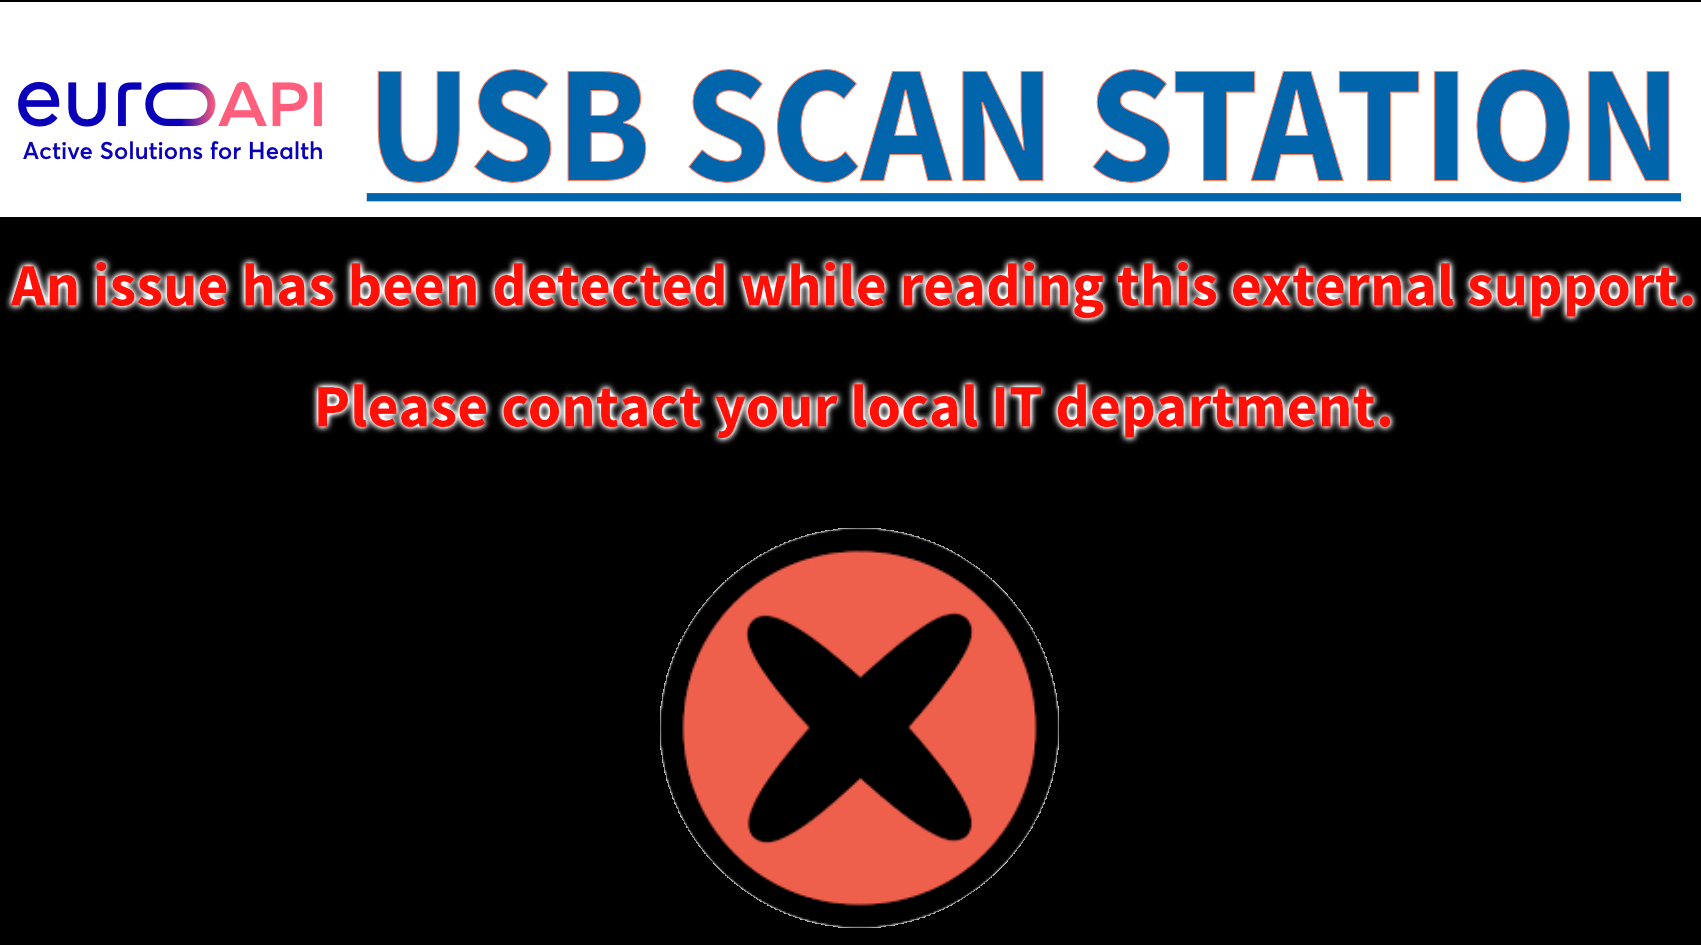 euroAPI
Active Solutions for Health
USB SCAN STATION
An issue has been detected while reading this external support.
Please contact your local IT department.